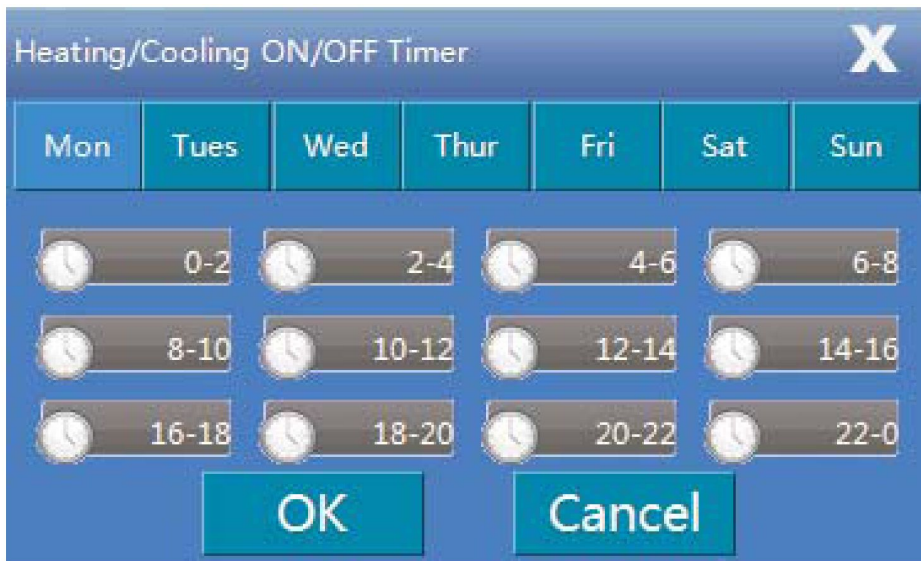 Heating/Cooling ON/OFF Timer X
Mon Tues Wed Thur Fri Sat Sun
0-2 2-4 4-6 6-8
8-10 10-12 12-14 14-16
16-18 18-20 20-22 22-0
OK Cancel